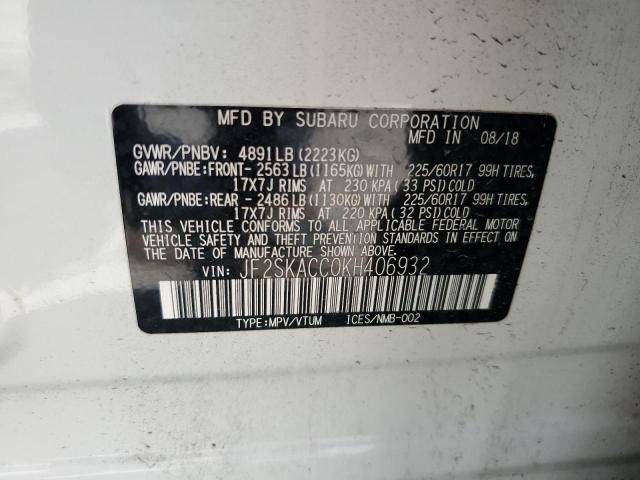 MFD BY SUBARU CORPORATION
MFD IN 08/18
GVWR/PNBV: 4891LB(2223KG)
GAWR/PNBE:FRONT- 2563LB(1165KG)WITH 225/60R17 99H TIRES,
17X7J RIMS AT 230 KPA(33 PSI)COLD
GAWR/PNBE:REAR - 2486LB(1130KG)WITH 225/60R17 99H TIRES,
17X7J RIMS AT 220 KPA(32 PSI)COLD
THIS VEHICLE CONFORMS TO ALL APPLICABLE FEDERAL MOTOR
VEHICLE SAFETY AND THEFT PREVENTION STANDARDS IN EFFECT ON
THE DATE OF MANUFACTURE SHOWN ABOVE.
VIN: JF2SKACC0KH406932
TYPE:MPV/VTUM ICES/NMB-002